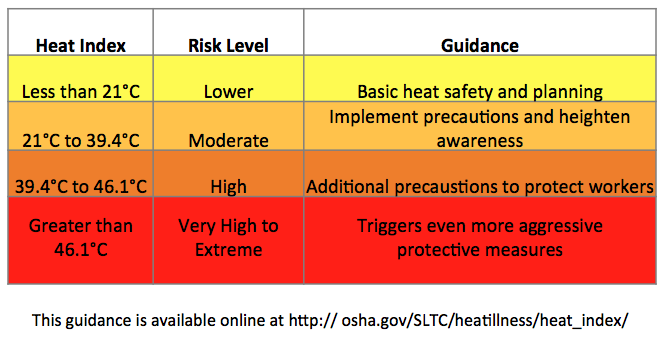 Heat Index Risk Level Guidance
Less than 21°C Lower Basic heat safety and planning
21°C to 39.4°C Moderate Implement precautions and heighten
awareness
39.4°C to 46.1°C High Additional precaustions to protect workers
Greater than Very High to Triggers even more aggressive
46.1°C Extreme protective measures
This guidance is available online at http:// osha.gov/SLTC/heatillness/heat_index/